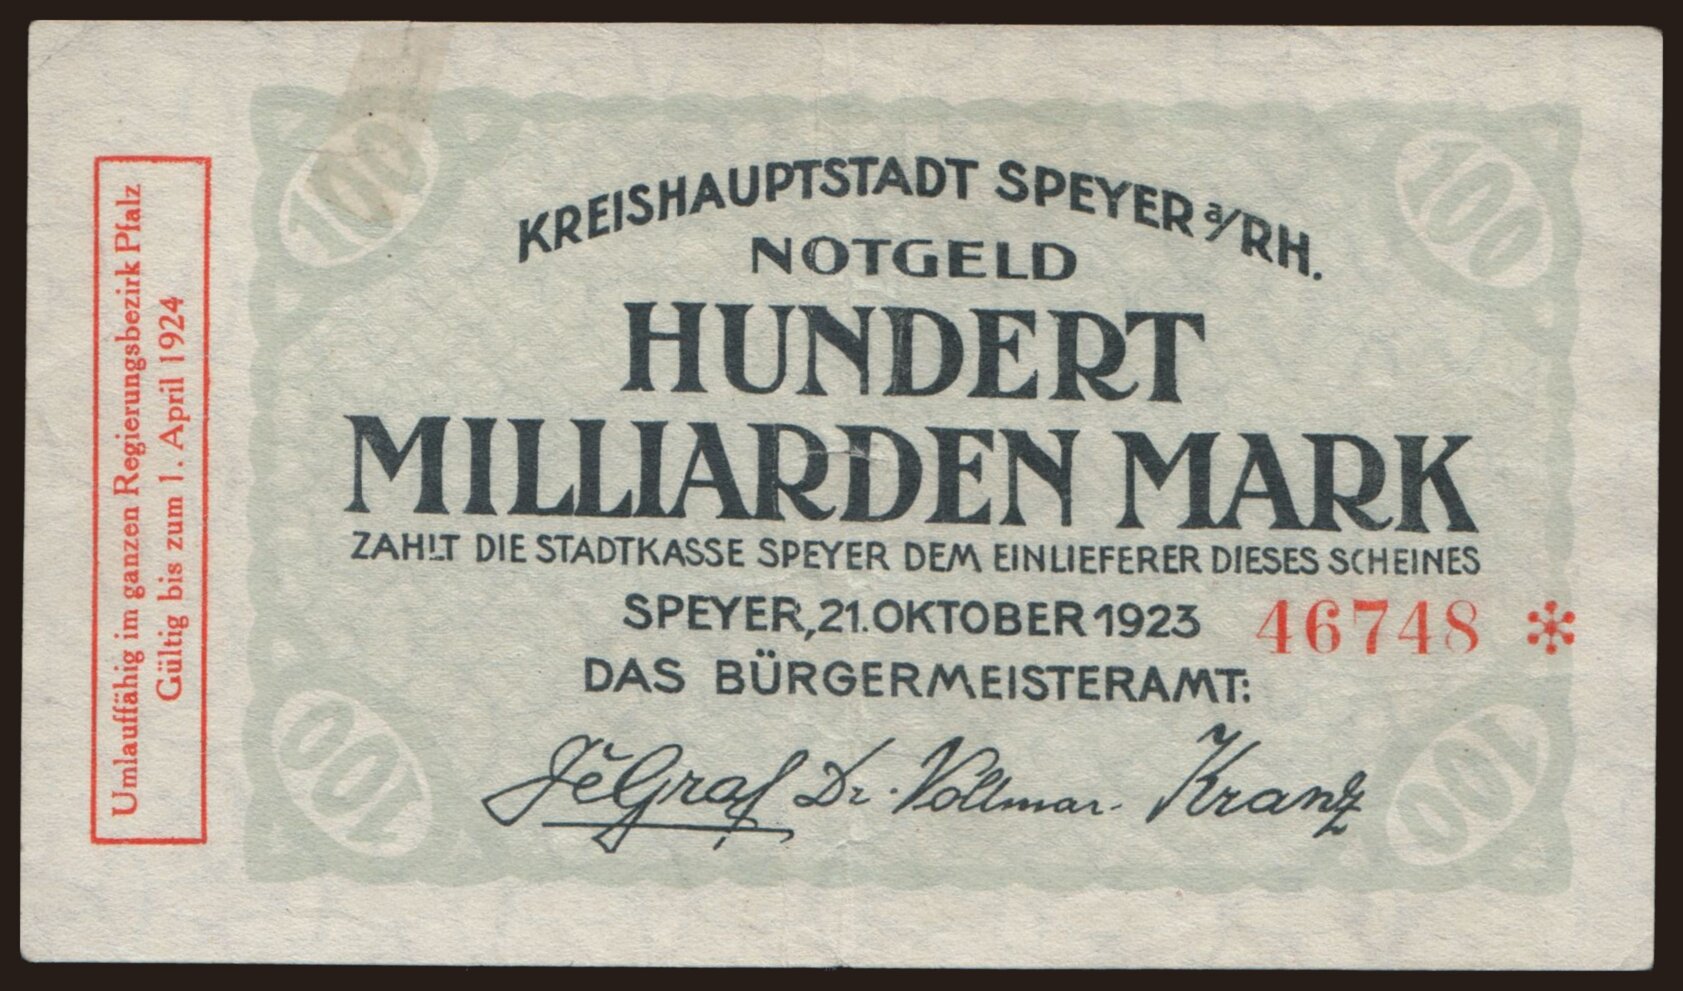 Umlauffähig im ganzen Regierungsbezirk Pfalz
Gültig bis zum 1. April 1924
100
100
KREISHAUPTSTADT SPEYER a/RH.
NOTGELD
HUNDERT
MILLIARDEN MARK
ZAHLT DIE STADTKASSE SPEYER DEM EINLIEFERER DIESES SCHEINES
SPEYER, 21. OKTOBER 1923 46748 *
DAS BÜRGERMEISTERAMT:
Graf Dr. Vollmar. Kranz
100
100